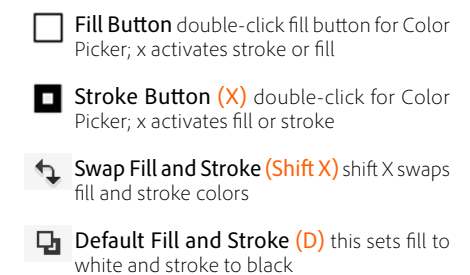 Fill Button double-click fill button for Color
Picker; x activates stroke or fill
Stroke Button (X) double-click for Color
Picker; x activates fill or stroke
Swap Fill and Stroke (Shift X) shift X swaps
fill and stroke colors
Default Fill and Stroke (D) this sets fill to
white and stroke to black